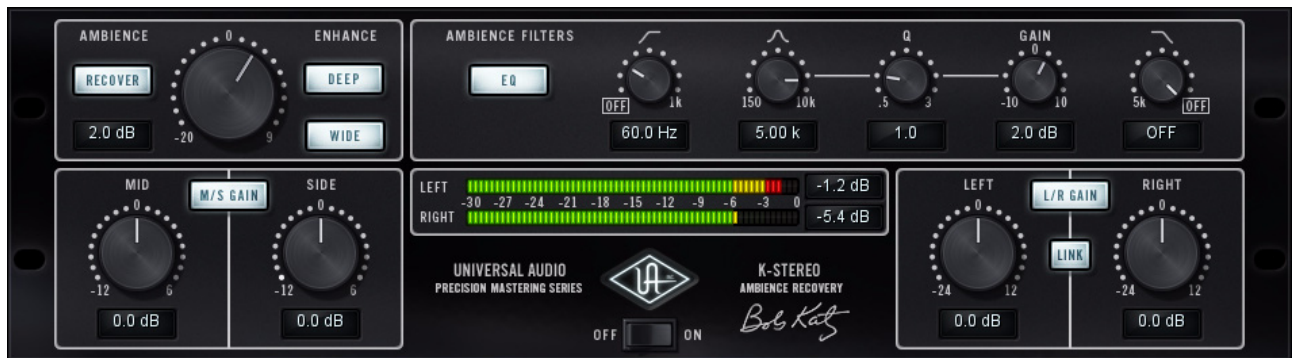 AMBIENCE
0
ENHANCE
RECOVER
DEEP
2.0 dB
-20
9
WIDE
AMBIENCE FILTERS
Q
GAIN
EQ
OFF
1k
150
10k
.5
3
-10
0
10
5k
OFF
60.0 Hz
5.00 k
1.0
2.0 dB
OFF
MID
M/S GAIN
SIDE
0
0
-12
6
-12
6
0.0 dB
0.0 dB
LEFT
-1.2 dB
-30 -27 -24 -21 -18 -15 -12 -9 -6 -3 0
RIGHT
-5.4 dB
UNIVERSAL AUDIO
PRECISION MASTERING SERIES
UA
K-STEREO
AMBIENCE RECOVERY
Bob Katz
OFF
ON
LEFT
L/R GAIN
RIGHT
0
0
LINK
-24
12
-24
12
0.0 dB
0.0 dB